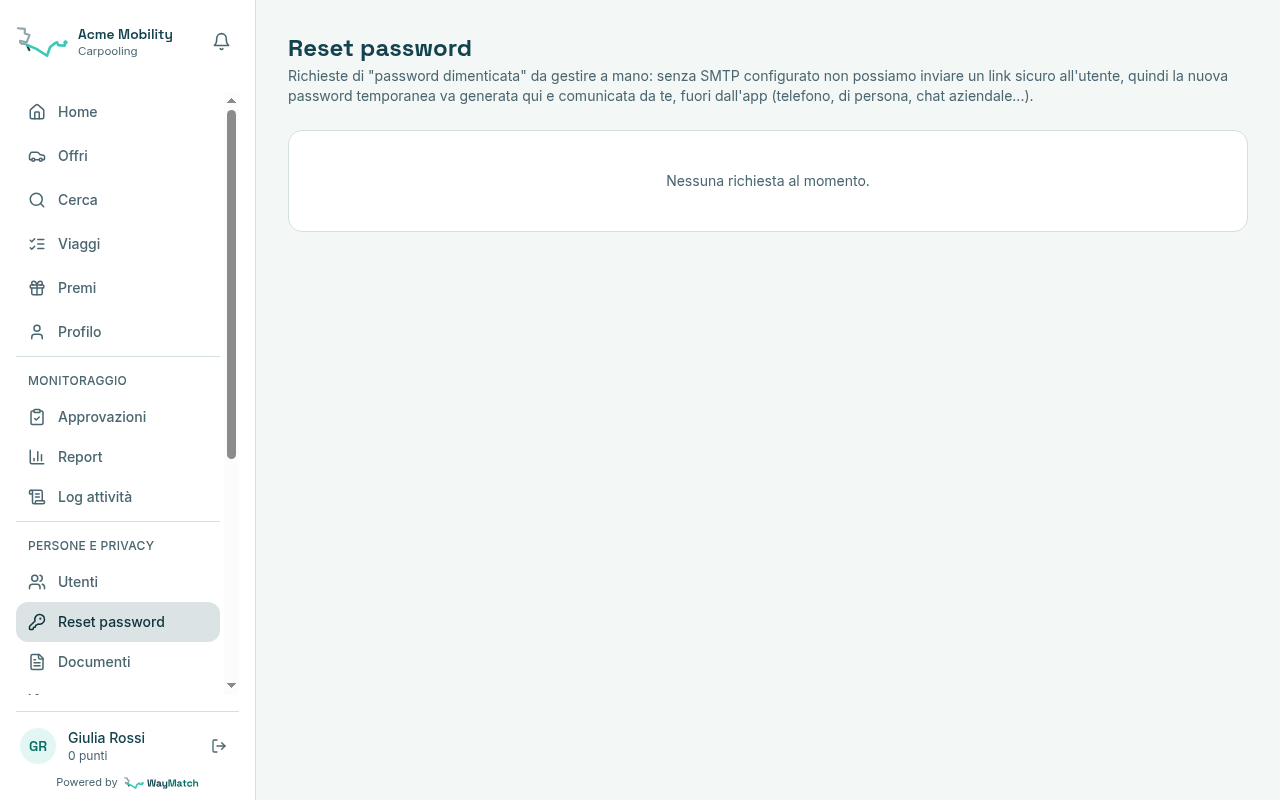 Acme Mobility
Carpooling
Home
Offri
Cerca
Viaggi
Premi
Profilo
MONITORAGGIO
Approvazioni
Report
Log attività
PERSONE E PRIVACY
Utenti
Reset password
Documenti
GR
Giulia Rossi
0 punti
Powered by WayMatch
Reset password
Richieste di "password dimenticata" da gestire a mano: senza SMTP configurato non possiamo inviare un link sicuro all'utente, quindi la nuova
password temporanea va generata qui e comunicata da te, fuori dall'app (telefono, di persona, chat aziendale…).
Nessuna richiesta al momento.